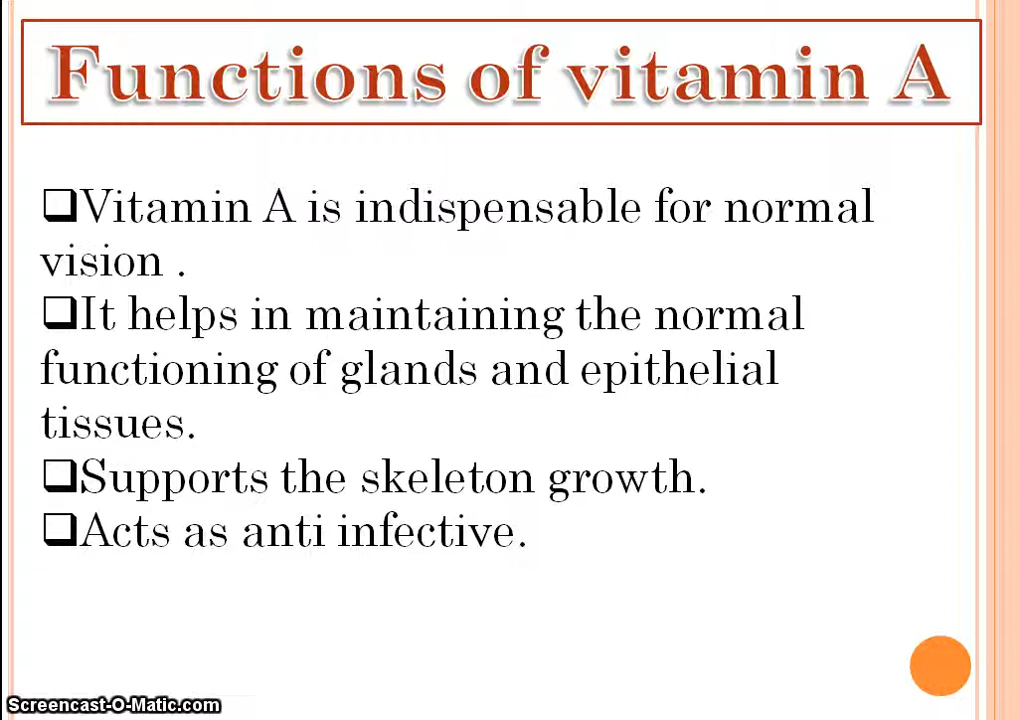 Functions of vitamin A
❑Vitamin A is indispensable for normal
vision .
❑It helps in maintaining the normal
functioning of glands and epithelial
tissues.
❑Supports the skeleton growth.
❑Acts as anti infective.
Screencast-O-Matic.com